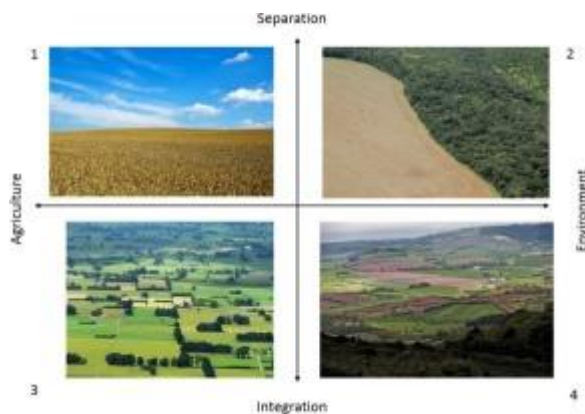 Separation
1
2
Agriculture
Environment
3
4
Integration